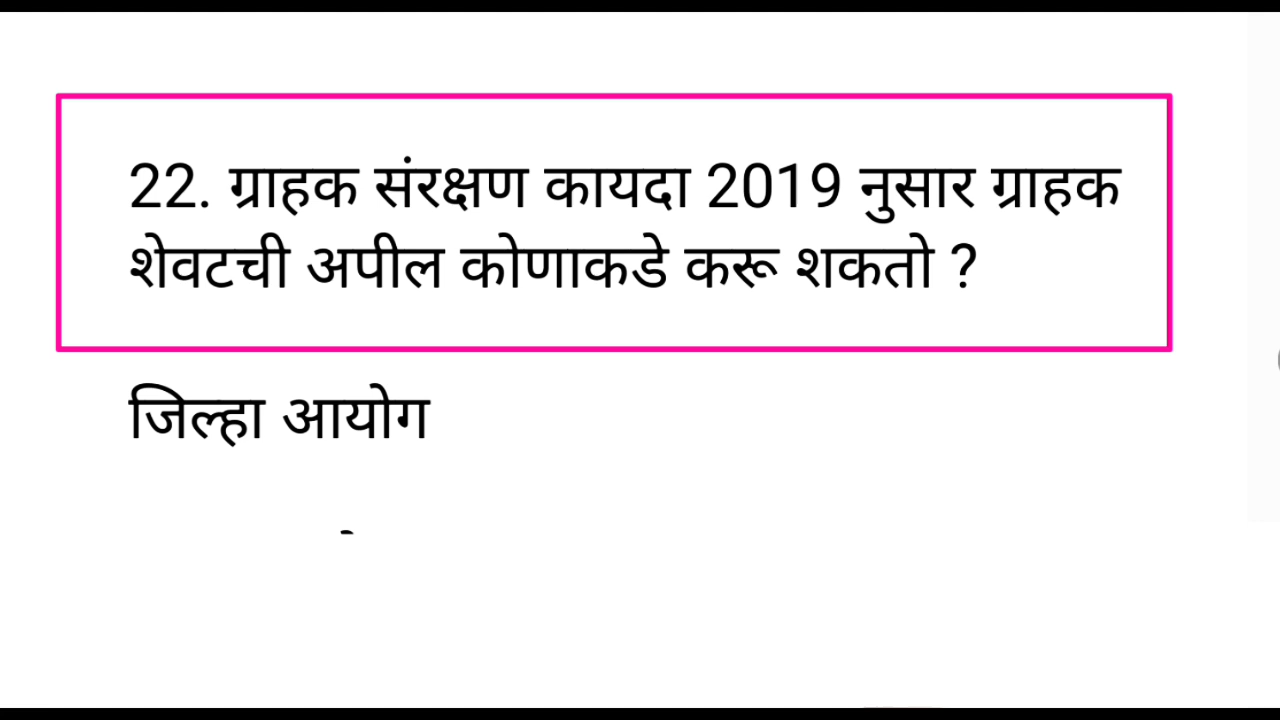 22. ग्राहक संरक्षण कायदा 2019 नुसार ग्राहक
शेवटची अपील कोणाकडे करू शकतो ?
जिल्हा आयोग